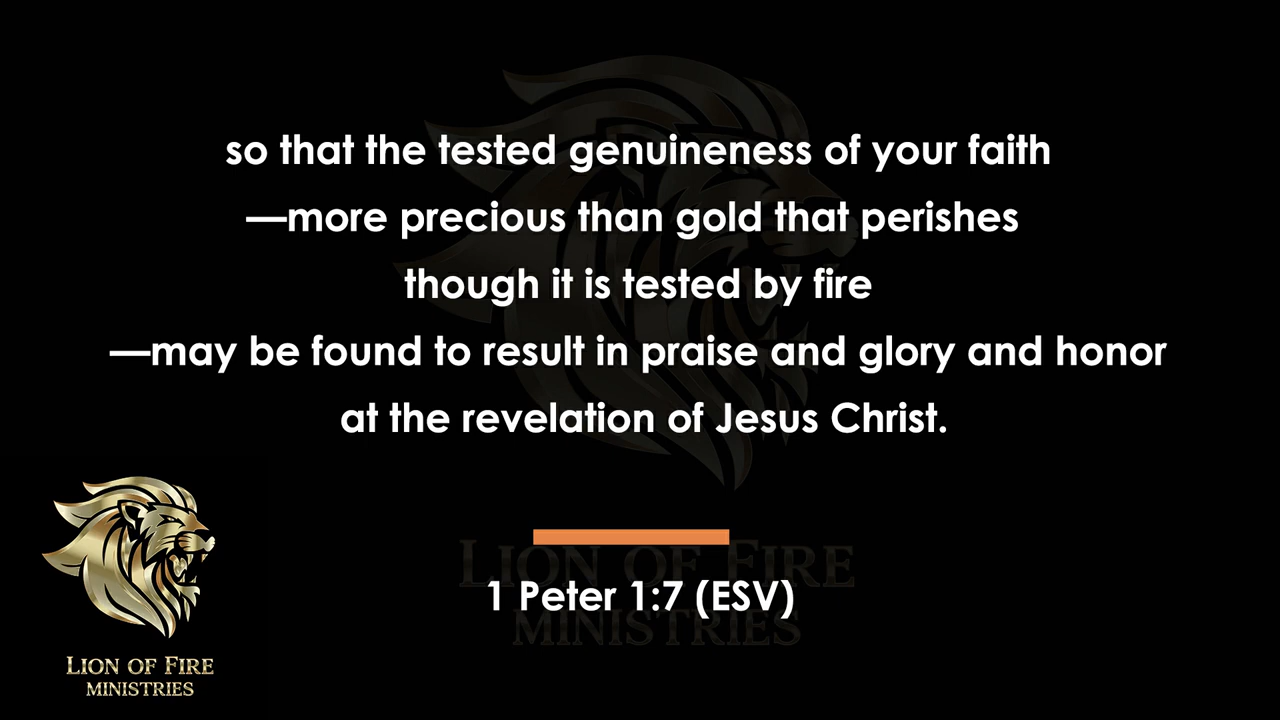 so that the tested genuineness of your faith
—more precious than gold that perishes
though it is tested by fire
—may be found to result in praise and glory and honor
at the revelation of Jesus Christ.
LION OF FIRE
MINISTRIES
1 Peter 1:7 (ESV)
LION OF FIRE
MINISTRIES